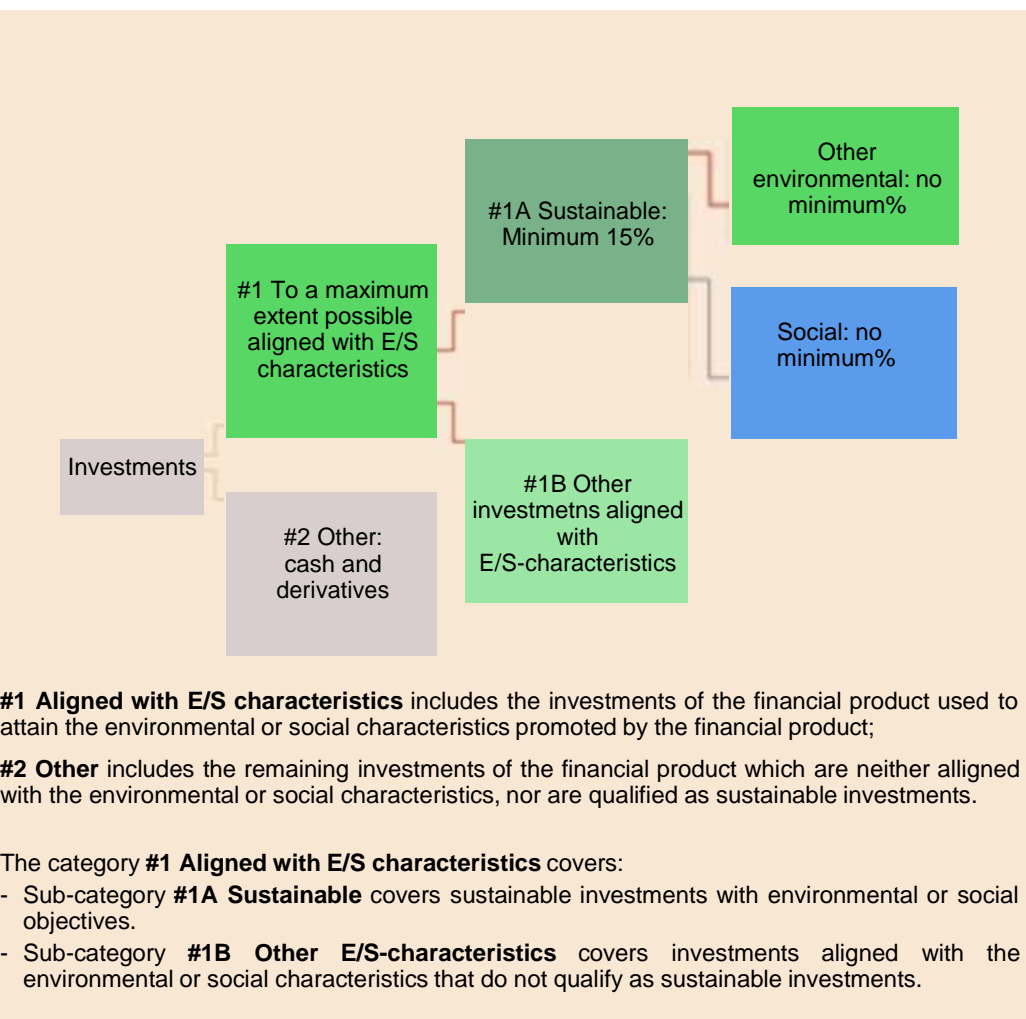 Other
environmental: no
minimum%
#1A Sustainable:
Minimum 15%
#1 To a maximum
extent possible
aligned with E/S
characteristics
Social: no
minimum%
Investments
#1B Other
investmetns aligned
with
E/S-characteristics
#2 Other:
cash and
derivatives
#1 Aligned with E/S characteristics includes the investments of the financial product used to
attain the environmental or social characteristics promoted by the financial product;
#2 Other includes the remaining investments of the financial product which are neither alligned
with the environmental or social characteristics, nor are qualified as sustainable investments.
The category #1 Aligned with E/S characteristics covers:
- Sub-category #1A Sustainable covers sustainable investments with environmental or social
objectives.
- Sub-category #1B Other E/S-characteristics covers investments aligned with the
environmental or social characteristics that do not qualify as sustainable investments.